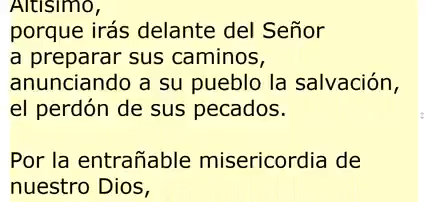 Altísimo,
porque irás delante del Señor
a preparar sus caminos,
anunciando a su pueblo la salvación,
el perdón de sus pecados.
Por la entrañable misericordia de
nuestro Dios,